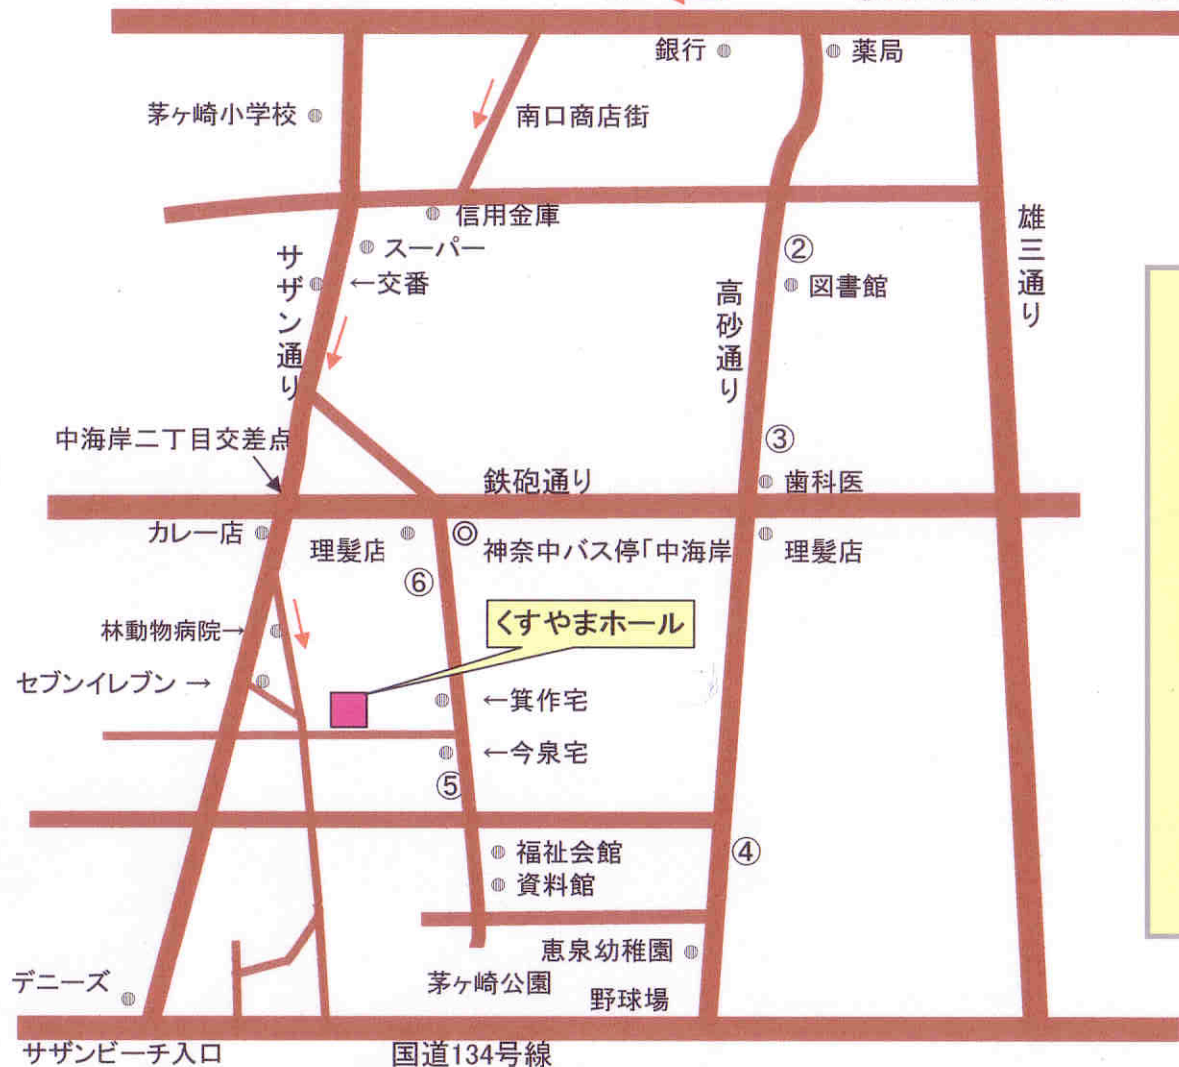 銀行
薬局
茅ヶ崎小学校
南口商店街
信用金庫
スーパー
サザン通り
←交番
②
図書館
高砂通り
雄三通り
中海岸二丁目交差点
③
鉄砲通り
歯科医
カレー店
理髪店
◎
神奈中バス停「中海岸
理髪店
⑥
くすやまホール
林動物病院→
セブンイレブン →
←箕作宅
←今泉宅
⑤
④
福祉会館
資料館
恵泉幼稚園
茅ヶ崎公園
野球場
デニーズ
サザンビーチ入口
国道134号線